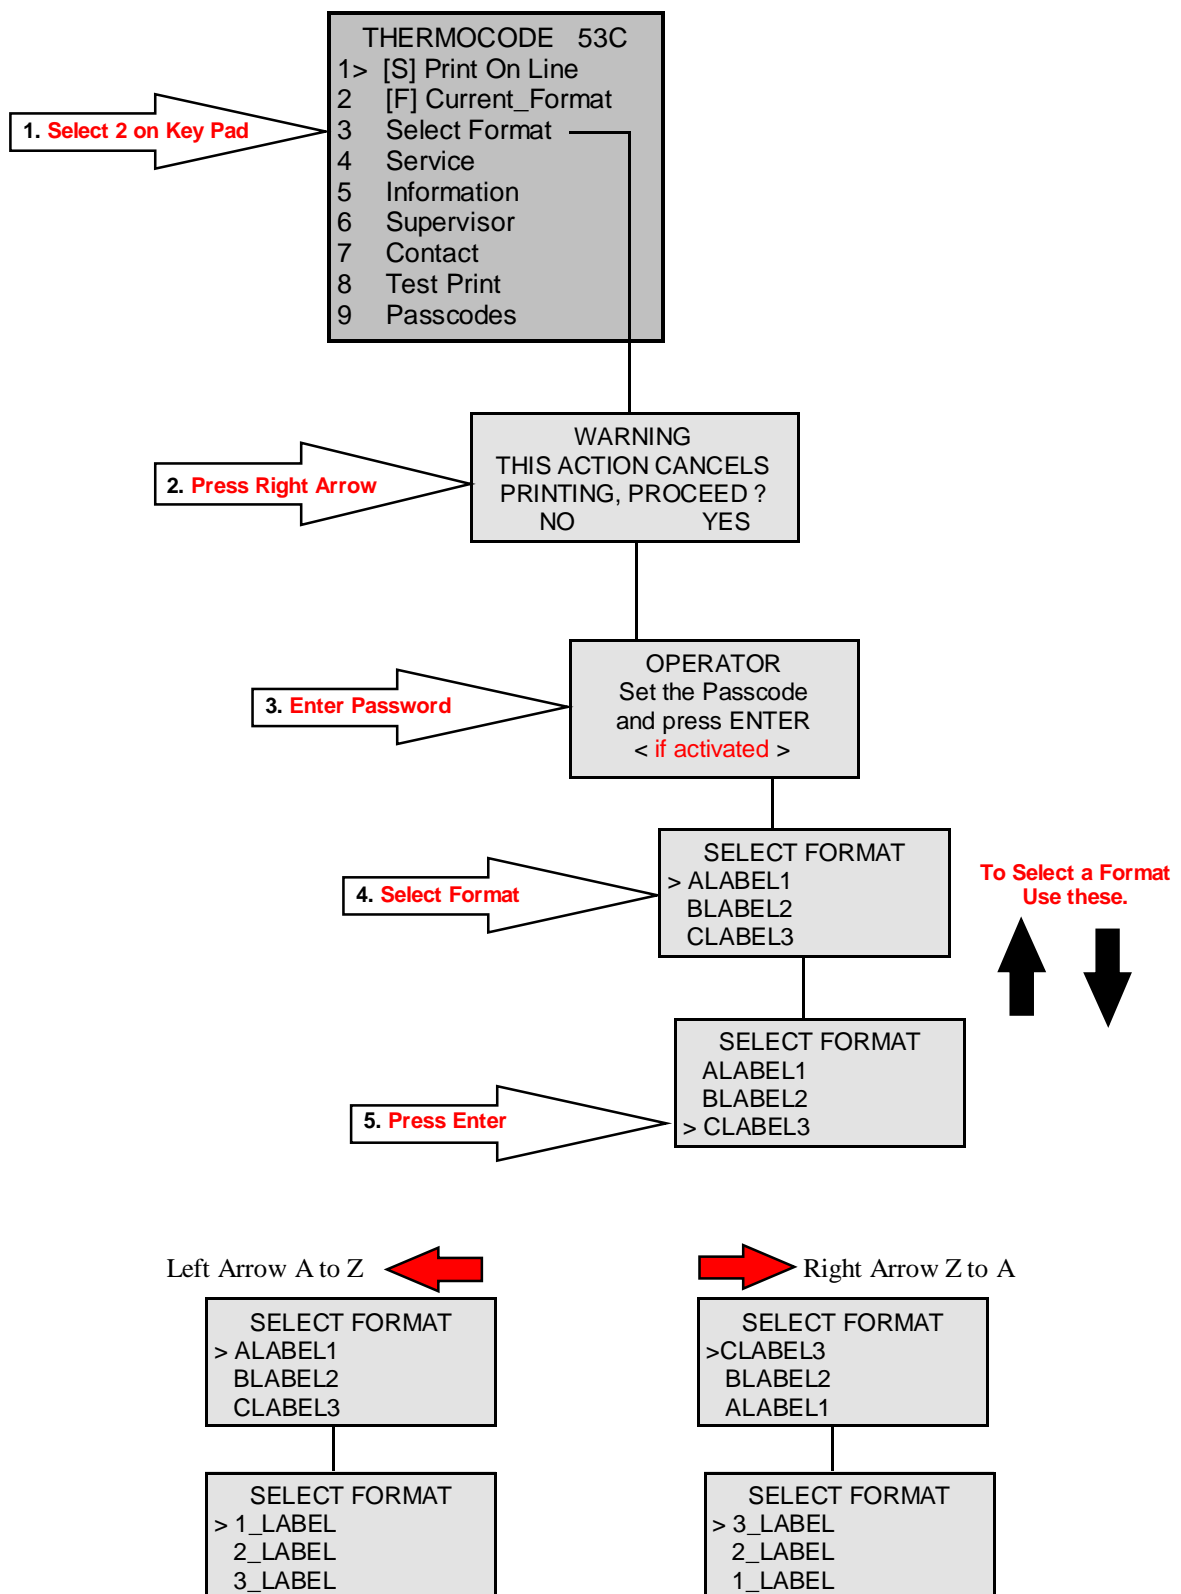 THERMOCODE 53C
1> [S] Print On Line
2 [F] Current_Format
1. Select 2 on Key Pad
3 Select Format
4 Service
5 Information
6 Supervisor
7 Contact
8 Test Print
9 Passcodes
WARNING
THIS ACTION CANCELS
PRINTING, PROCEED ?
NO YES
2. Press Right Arrow
OPERATOR
Set the Passcode
and press ENTER
< if activated >
3. Enter Password
SELECT FORMAT
> ALABEL1
BLABEL2
CLABEL3
4. Select Format
To Select a Format
Use these.
SELECT FORMAT
ALABEL1
BLABEL2
> CLABEL3
5. Press Enter
Left Arrow A to Z
SELECT FORMAT
> ALABEL1
BLABEL2
CLABEL3
SELECT FORMAT
> 1_LABEL
2_LABEL
3_LABEL
Right Arrow Z to A
SELECT FORMAT
>CLABEL3
BLABEL2
ALABEL1
SELECT FORMAT
> 3_LABEL
2_LABEL
1_LABEL